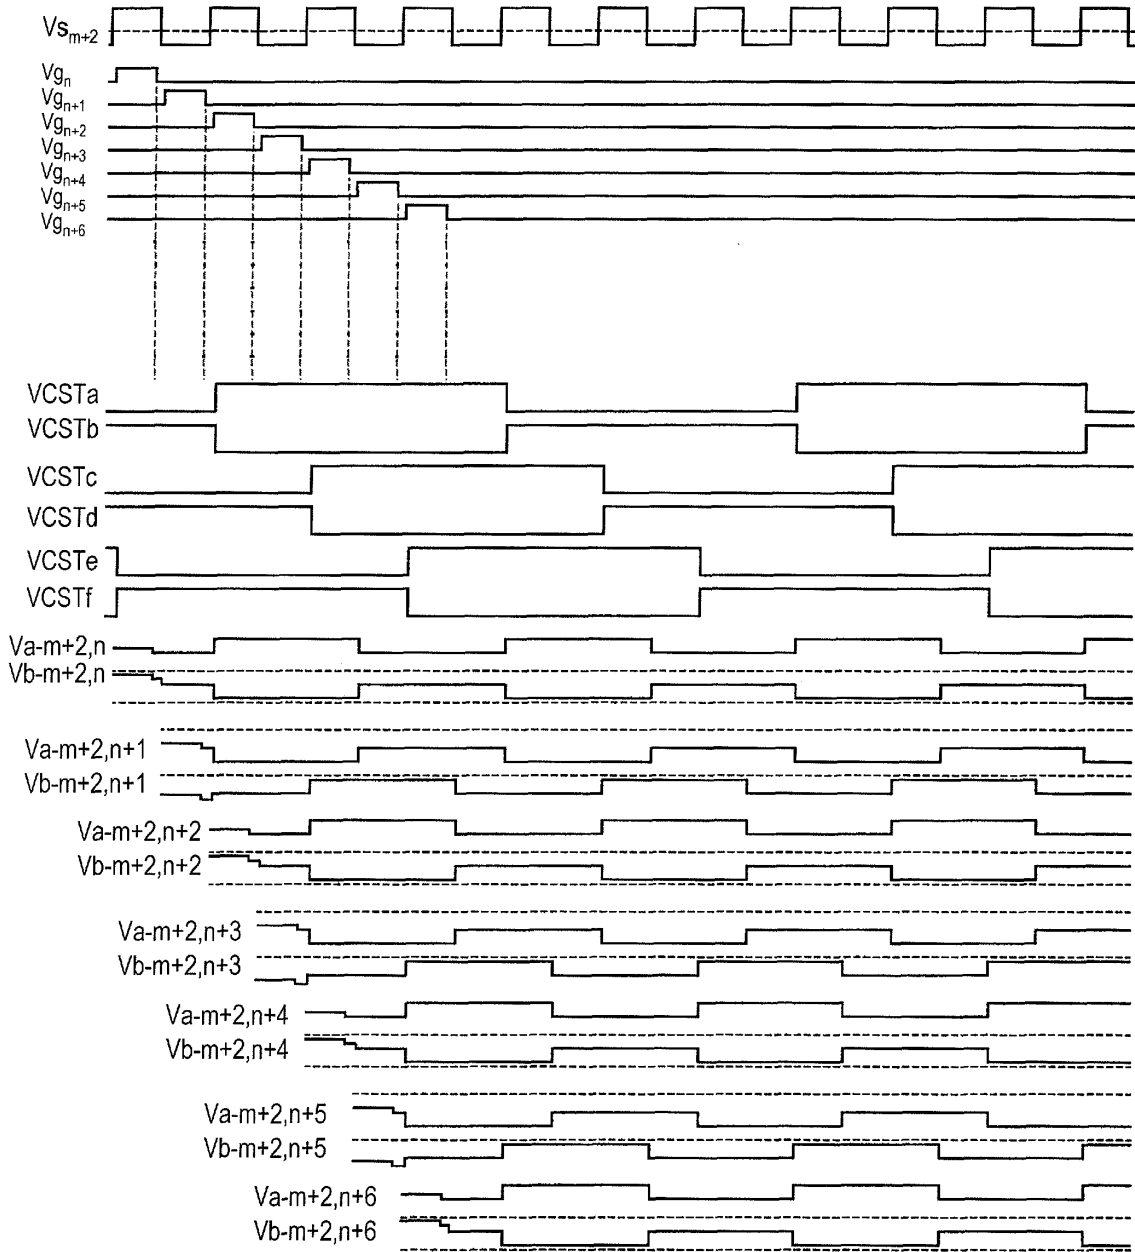 Vsm+2
Vgn
Vgn+1
Vgn+2
Vgn+3
Vgn+4
Vgn+5
Vgn+6
VCSTa
VCSTb
VCSTc
VCSTd
VCSTe
VCSTf
Va-m+2,n
Vb-m+2,n
Va-m+2,n+1
Vb-m+2,n+1
Va-m+2,n+2
Vb-m+2,n+2
Va-m+2,n+3
Vb-m+2,n+3
Va-m+2,n+4
Vb-m+2,n+4
Va-m+2,n+5
Vb-m+2,n+5
Va-m+2,n+6
Vb-m+2,n+6